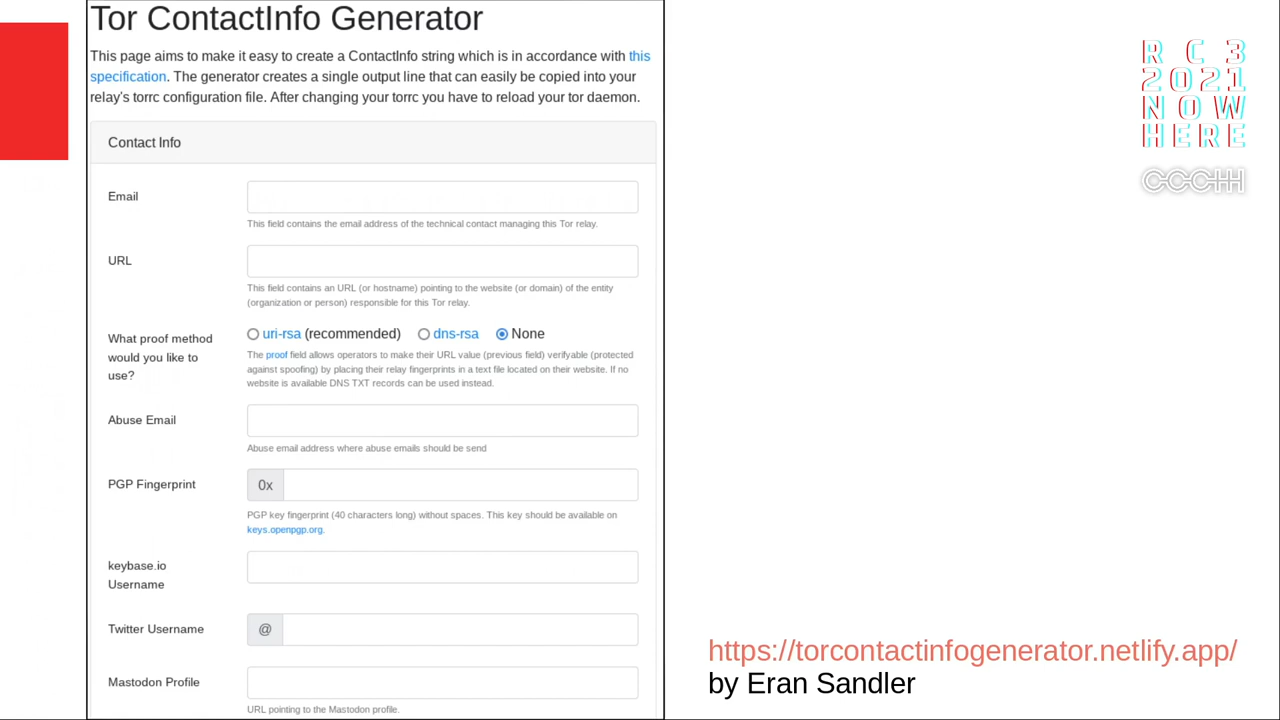 Tor ContactInfo Generator
This page aims to make it easy to create a ContactInfo string which is in accordance with this
specification. The generator creates a single output line that can easily be copied into your
relay's torrc configuration file. After changing your torrc you have to reload your tor daemon.
Contact Info
Email
This field contains the email address of the technical contact managing this Tor relay.
URL
This field contains an URL (or hostname) pointing to the website (or domain) of the entity
(organization or person) responsible for this Tor relay.
What proof method
would you like to
use?
uri-rsa (recommended) dns-rsa None
The proof field allows operators to make their URL value (previous field) verifyable (protected
against spoofing) by placing their relay fingerprints in a text file located on their website. If no
website is available DNS TXT records can be used instead.
Abuse Email
Abuse email address where abuse emails should be send
PGP Fingerprint
0x
PGP key fingerprint (40 characters long) without spaces. This key should be available on
keys.openpgp.org.
keybase.io
Username
Twitter Username
@
Mastodon Profile
URL pointing to the Mastodon profile.
RC3
2021
NOW
HERE
CCCHH
https://torcontactinfogenerator.netlify.app/
by Eran Sandler